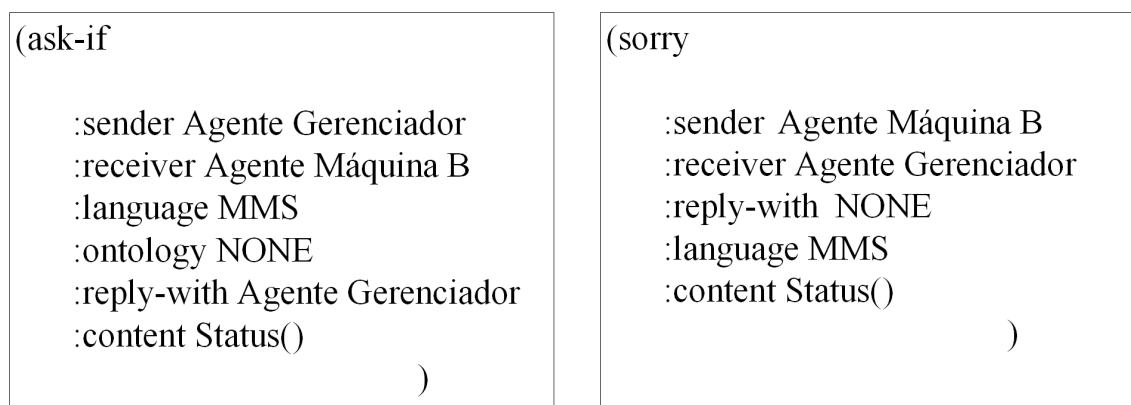 (ask-if
:sender Agente Gerenciador
:receiver Agente Máquina B
:language MMS
:ontology NONE
:reply-with Agente Gerenciador
:content Status()
)
(sorry
:sender Agente Máquina B
:receiver Agente Gerenciador
:reply-with NONE
:language MMS
:content Status()
)